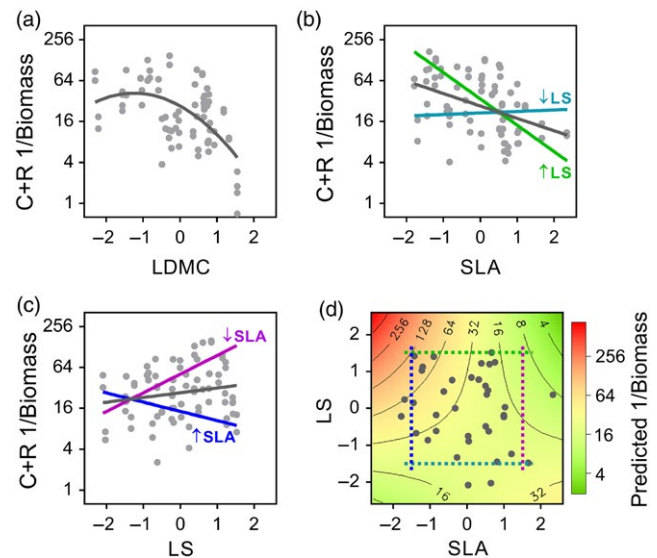 (a)
C+R 1/Biomass
256
64
16
4
1
−2 −1 0 1 2
LDMC
(b)
C+R 1/Biomass
256
64
16
4
1
↓LS
↑LS
−2 −1 0 1 2
SLA
(c)
C+R 1/Biomass
256
64
16
4
1
↓SLA
↑SLA
−2 −1 0 1 2
LS
(d)
LS
2
1
0
−1
−2
256 128 64 32 16 8 4
16 32
−2 −1 0 1 2
SLA
256
64
16
4
Predicted 1/Biomass